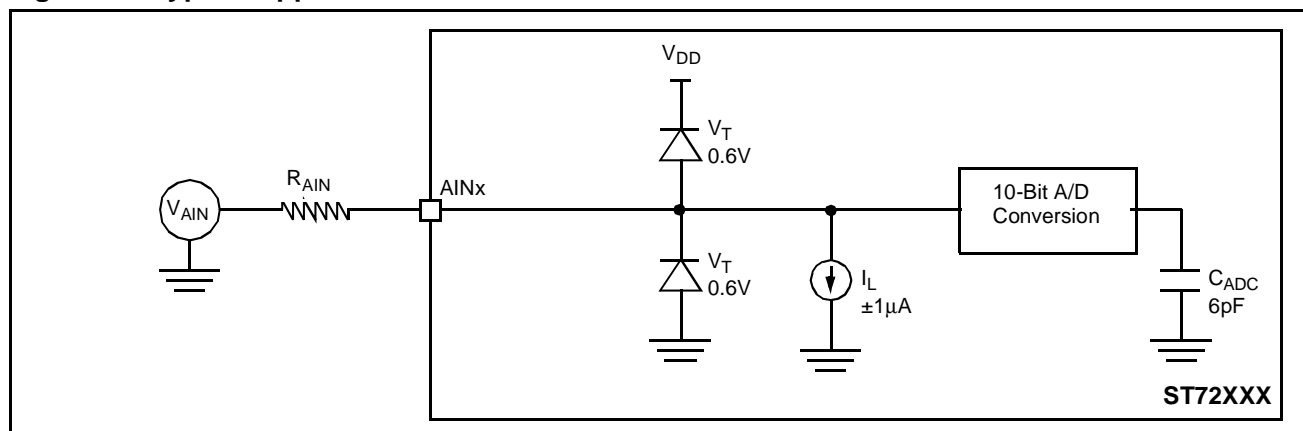 V_DD
V_T
0.6V
R_AIN
AINx
10-Bit A/D
Conversion
V_AIN
V_T
0.6V
I_L
±1μA
C_ADC
6pF
ST72XXX